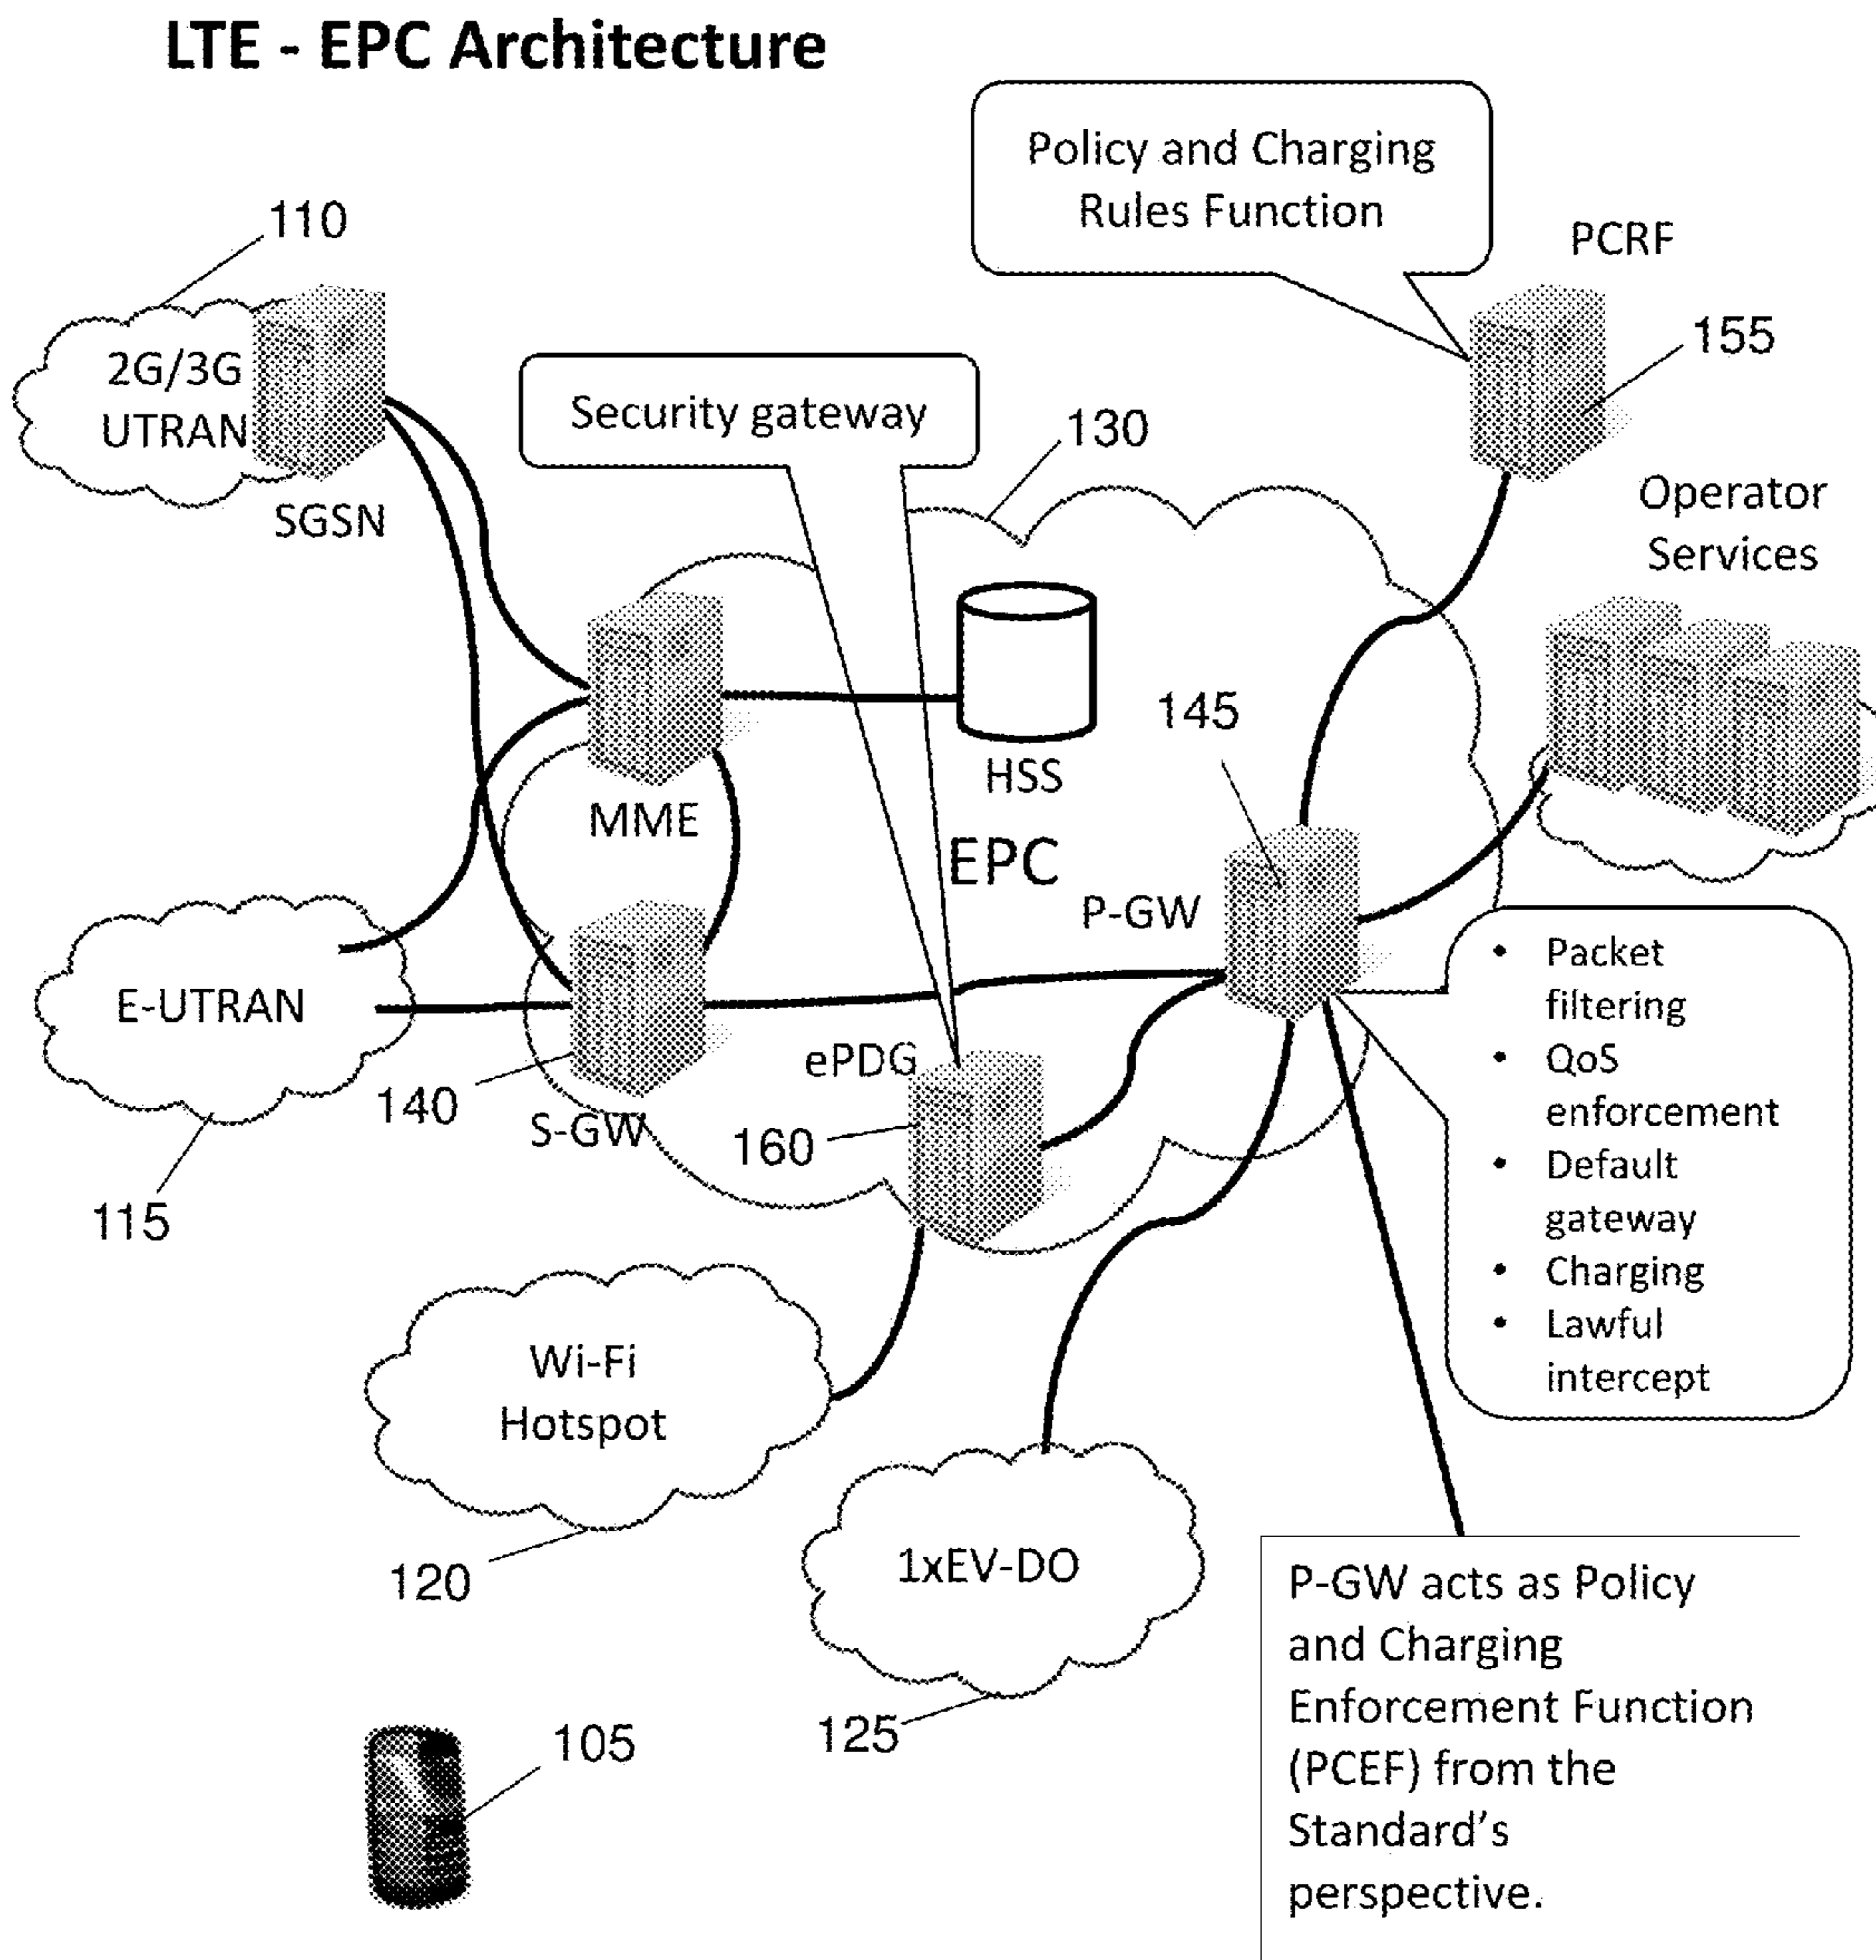 LTE - EPC Architecture
Policy and Charging
Rules Function
PCRF
110
155
2G/3G
UTRAN
SGSN
Security gateway
130
Operator
Services
145
HSS
MME
EPC
P-GW
E-UTRAN
140
S-GW
ePDG
160
115
• Packet
filtering
• QoS
enforcement
• Default
gateway
• Charging
• Lawful
intercept
Wi-Fi
Hotspot
120
1xEV-DO
125
105
P-GW acts as Policy
and Charging
Enforcement Function
(PCEF) from the
Standard's
perspective.